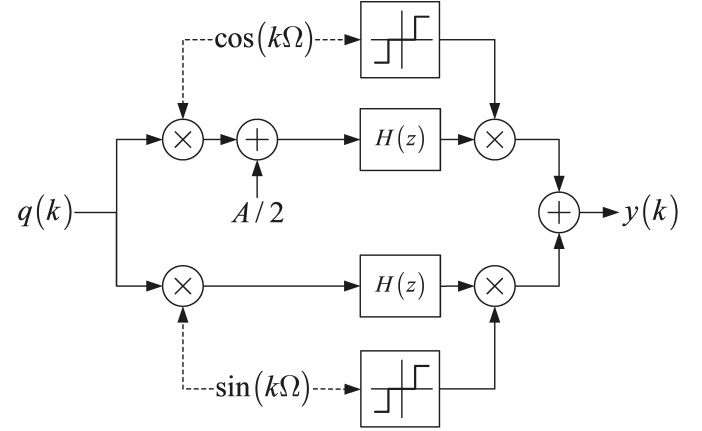 cos(kΩ)
H(z)
q(k)
A/2
y(k)
H(z)
sin(kΩ)